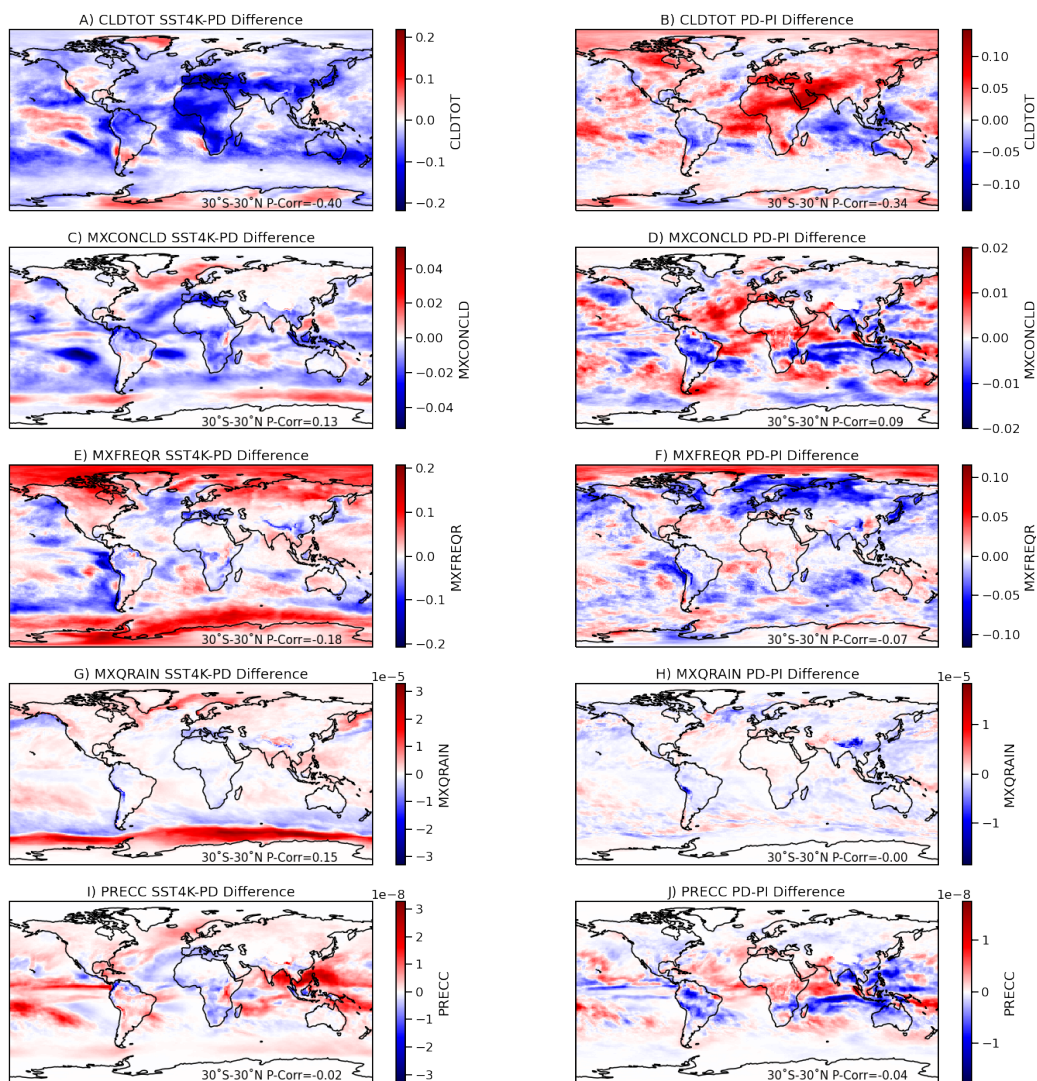 A) CLDTOT SST4K-PD Difference
0.2
0.1
0.0
−0.1
−0.2
CLDTOT
30˚S-30˚N P-Corr=-0.40
B) CLDTOT PD-PI Difference
0.10
0.05
0.00
−0.05
−0.10
CLDTOT
30˚S-30˚N P-Corr=-0.34
C) MXCONCLD SST4K-PD Difference
0.04
0.02
0.00
−0.02
−0.04
MXCONCLD
30˚S-30˚N P-Corr=0.13
D) MXCONCLD PD-PI Difference
0.02
0.01
0.00
−0.01
−0.02
MXCONCLD
30˚S-30˚N P-Corr=0.09
E) MXFREQR SST4K-PD Difference
0.2
0.1
0.0
−0.1
−0.2
MXFREQR
30˚S-30˚N P-Corr=-0.18
F) MXFREQR PD-PI Difference
0.10
0.05
0.00
−0.05
−0.10
MXFREQR
30˚S-30˚N P-Corr=-0.07
G) MXQRAIN SST4K-PD Difference
1e−5
3
2
1
0
−1
−2
−3
MXQRAIN
30˚S-30˚N P-Corr=0.15
H) MXQRAIN PD-PI Difference
1e−5
1
0
−1
MXQRAIN
30˚S-30˚N P-Corr=-0.00
I) PRECC SST4K-PD Difference
1e−8
3
2
1
0
−1
−2
−3
PRECC
30˚S-30˚N P-Corr=-0.02
J) PRECC PD-PI Difference
1e−8
1
0
−1
PRECC
30˚S-30˚N P-Corr=-0.04